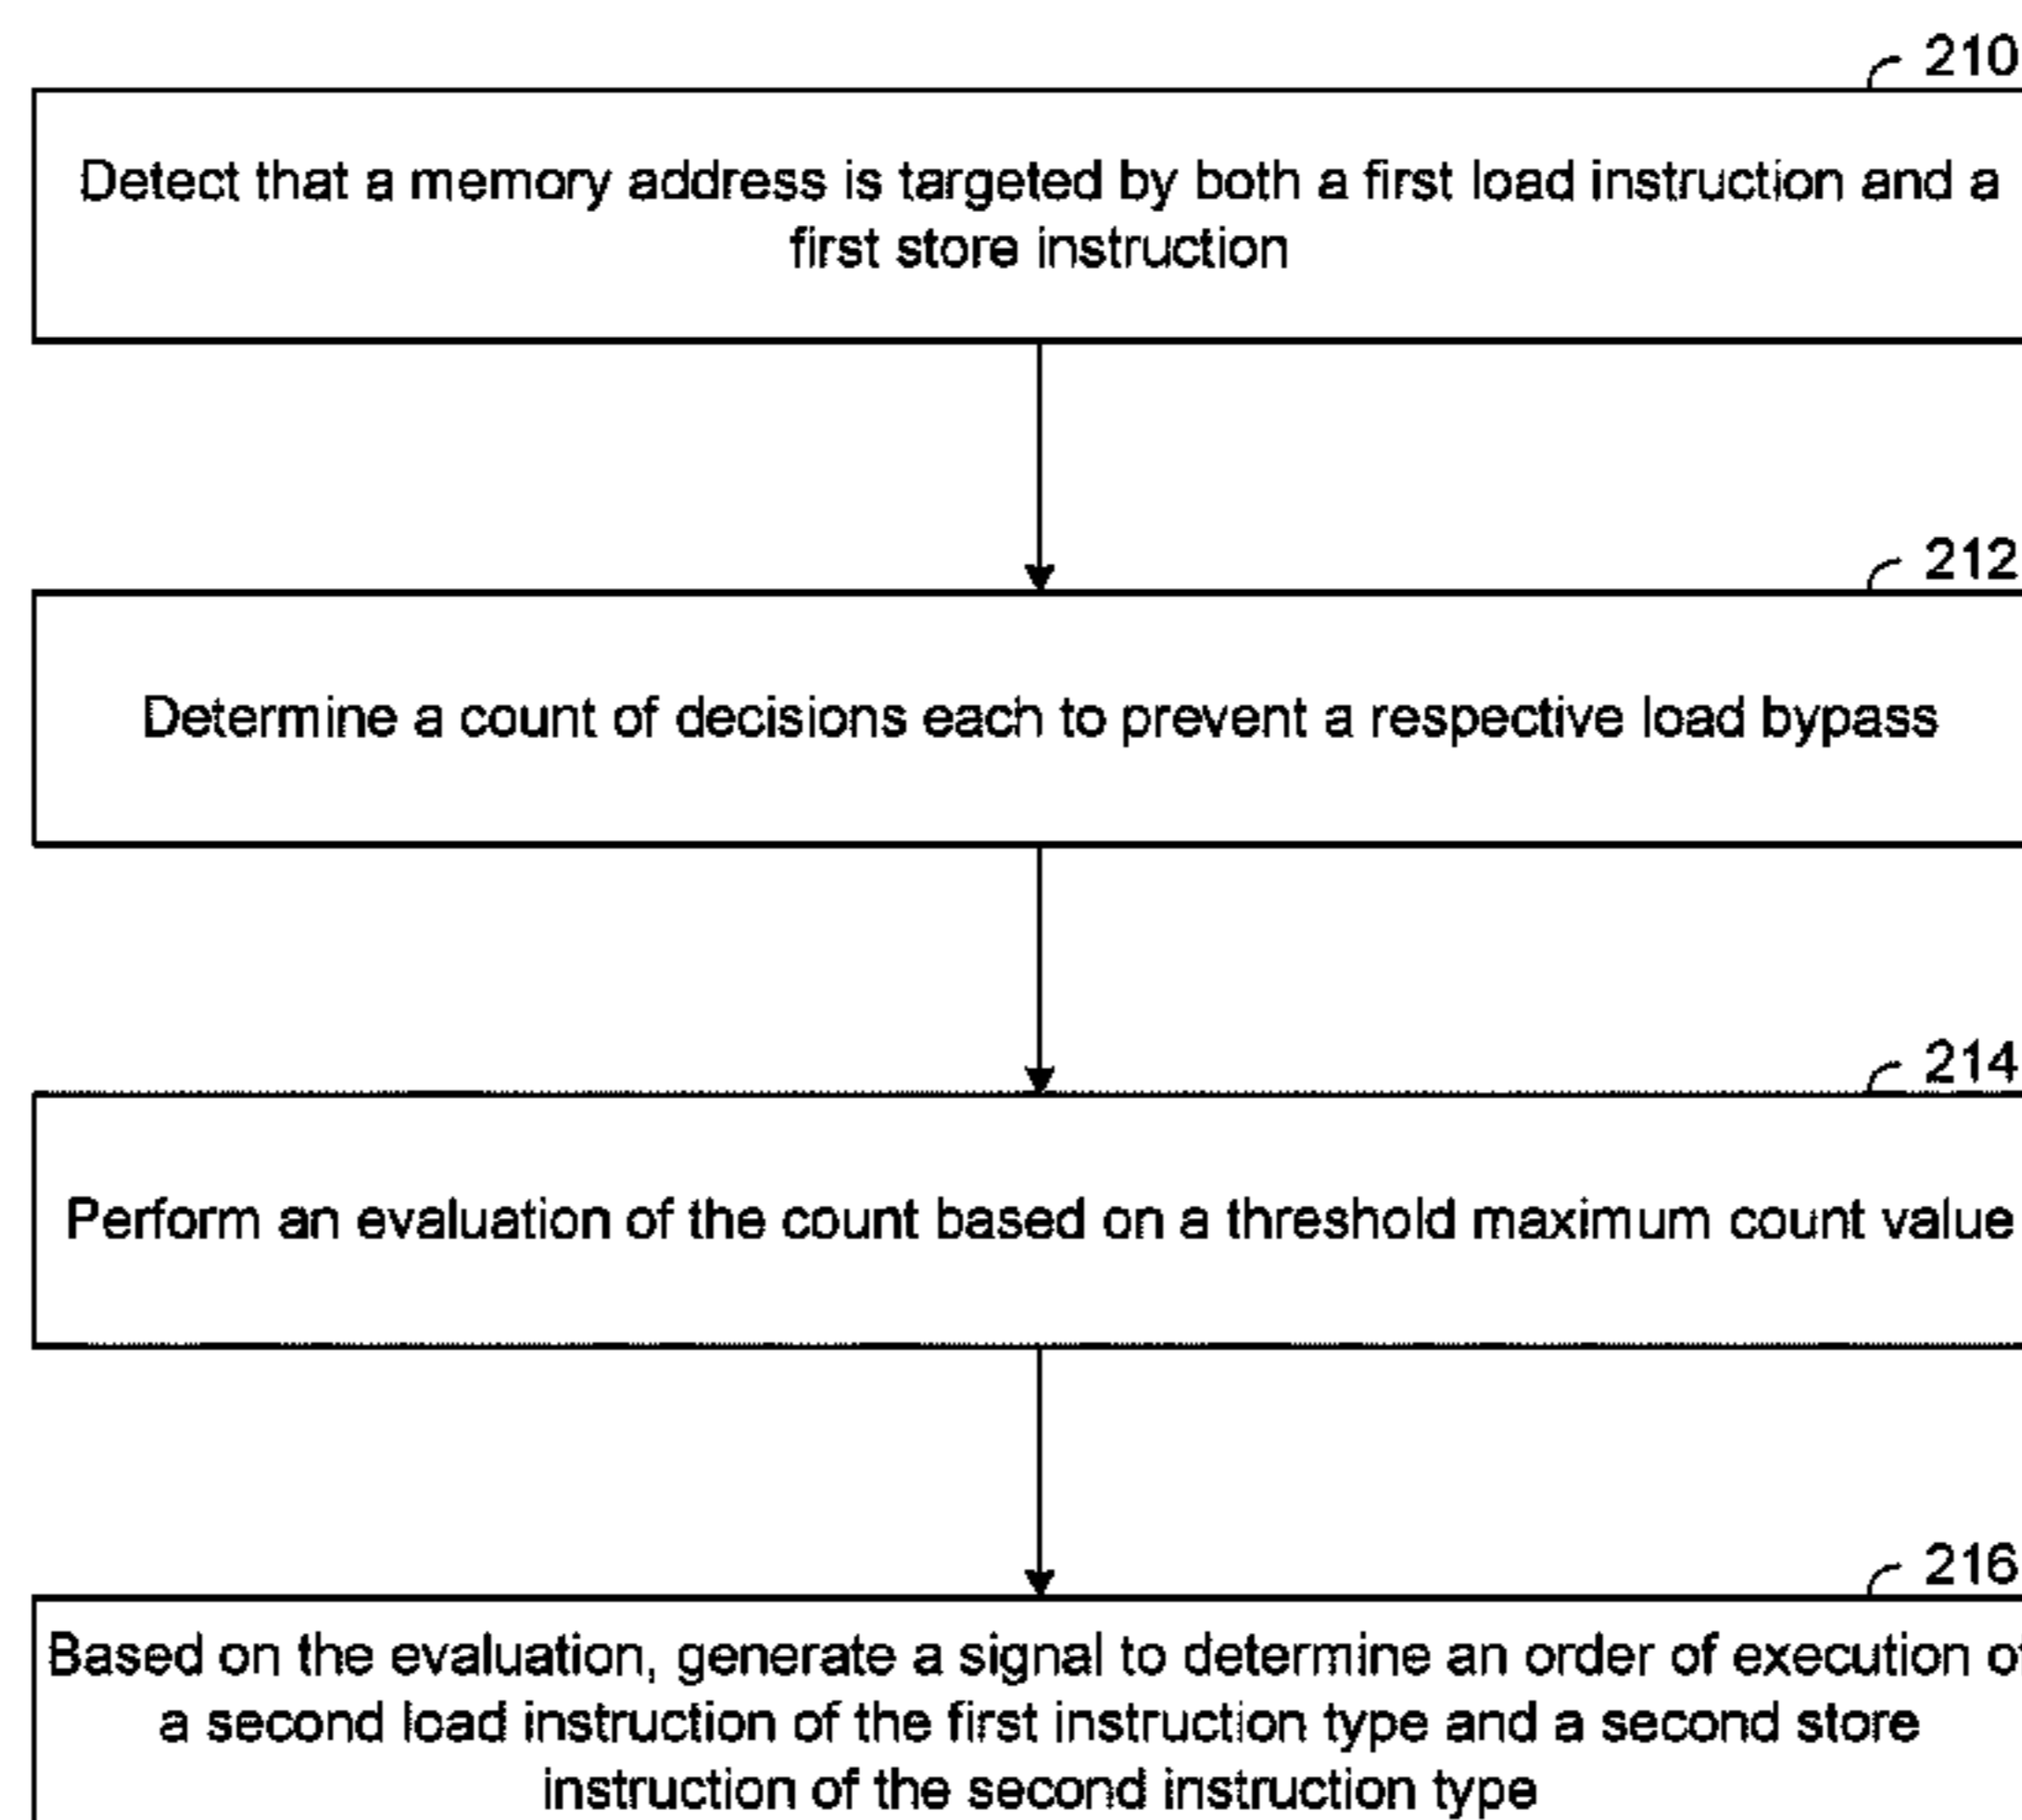 210
Detect that a memory address is targeted by both a first load instruction and a
first store instruction
212
Determine a count of decisions each to prevent a respective load bypass
214
Perform an evaluation of the count based on a threshold maximum count value
216
Based on the evaluation, generate a signal to determine an order of execution of
a second load instruction of the first instruction type and a second store
instruction of the second instruction type